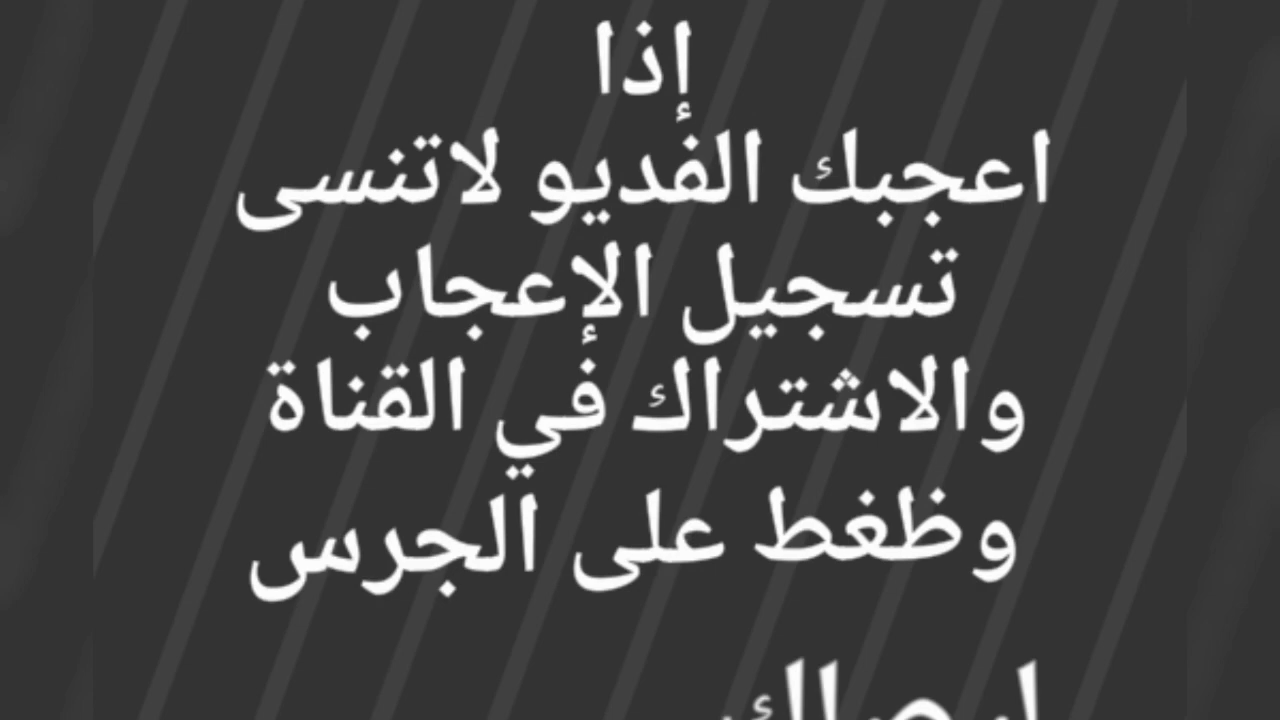 إذا
اعجبك الفديو لاتنسى
تسجيل الإعجاب
والاشتراك في القناة
وظغط على الجرس